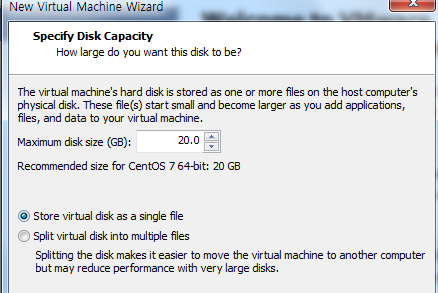 New Virtual Machine Wizard
Specify Disk Capacity
How large do you want this disk to be?
The virtual machine's hard disk is stored as one or more files on the host computer's
physical disk. These file(s) start small and become larger as you add applications,
files, and data to your virtual machine.
Maximum disk size (GB): 20.0
Recommended size for CentOS 7 64-bit: 20 GB
Store virtual disk as a single file
Split virtual disk into multiple files
Splitting the disk makes it easier to move the virtual machine to another computer
but may reduce performance with very large disks.